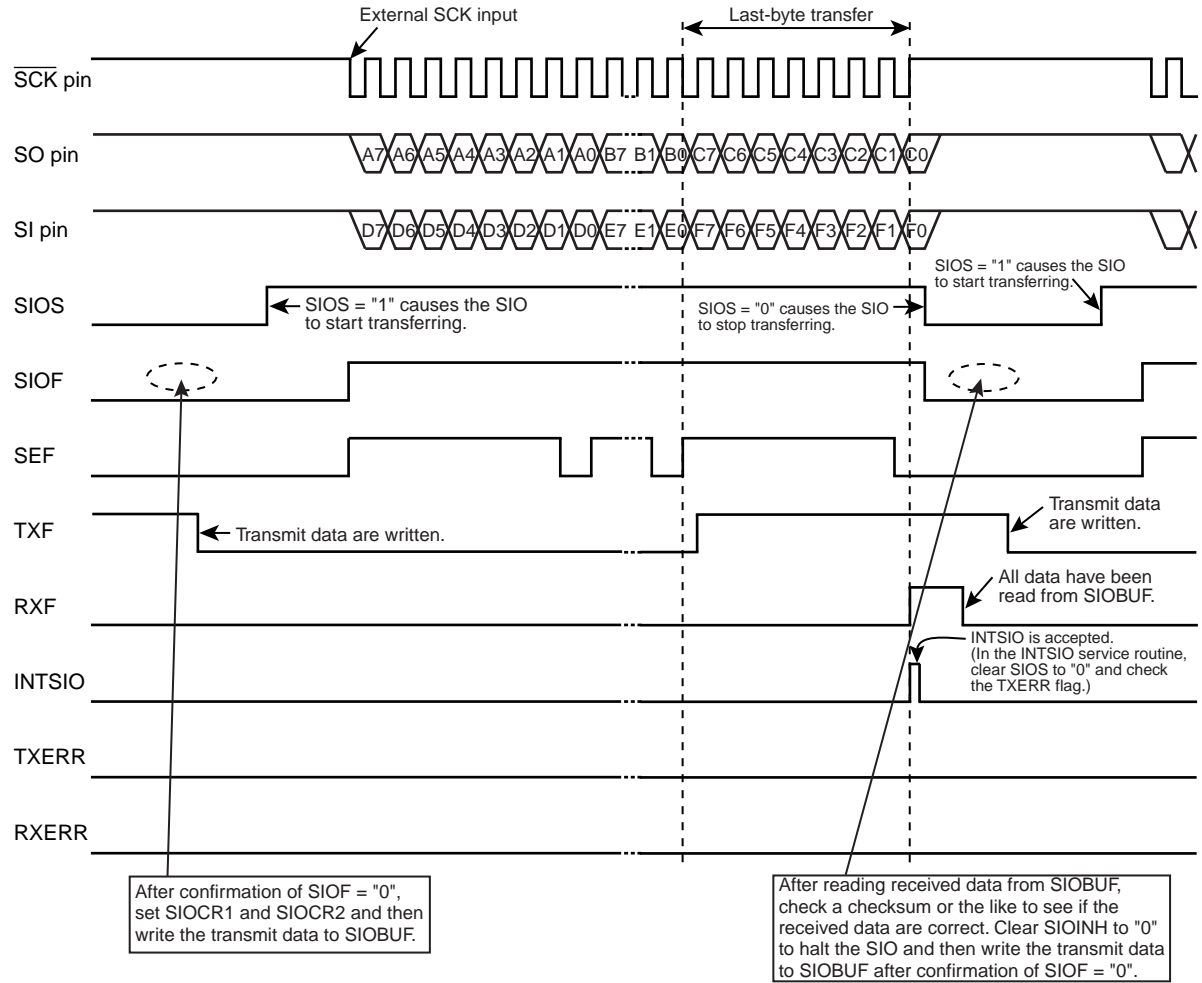 External SCK input
Last-byte transfer
SCK pin
SO pin
A7 A6 A5 A4 A3 A2 A1 A0 B7 B1 B0 C7 C6 C5 C4 C3 C2 C1 C0
SI pin
D7 D6 D5 D4 D3 D2 D1 D0 E7 E1 E0 F7 F6 F5 F4 F3 F2 F1 F0
SIOS
SIOS = "1" causes the SIO
to start transferring.
SIOS = "0" causes the SIO
to stop transferring.
SIOS = "1" causes the SIO
to start transferring.
SIOF
SEF
TXF
Transmit data are written.
Transmit data
are written.
RXF
All data have been
read from SIOBUF.
INTSIO
INTSIO is accepted.
(In the INTSIO service routine,
clear SIOS to "0" and check
the TXERR flag.)
TXERR
RXERR
After confirmation of SIOF = "0",
set SIOCR1 and SIOCR2 and then
write the transmit data to SIOBUF.
After reading received data from SIOBUF,
check a checksum or the like to see if the
received data are correct. Clear SIOINH to "0"
to halt the SIO and then write the transmit data
to SIOBUF after confirmation of SIOF = "0".